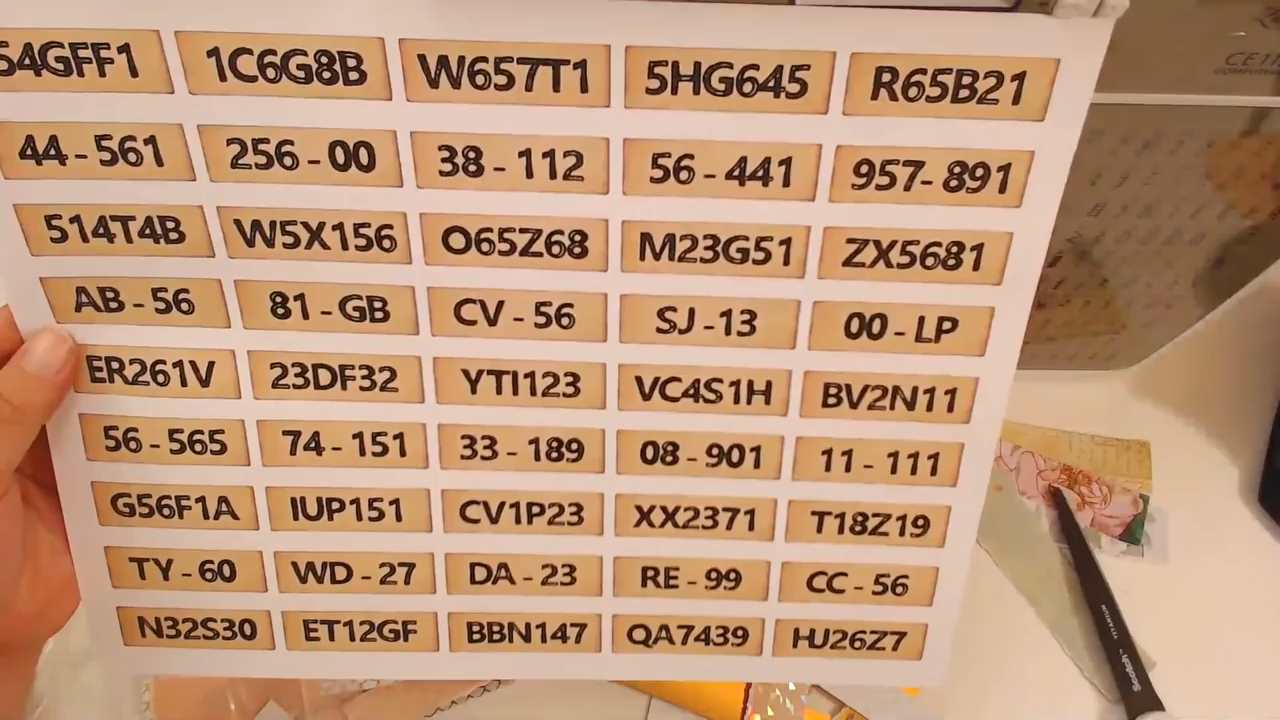 54GFF1 1C6G8B W657T1 5HG645 R65B21
44-561 256-00 38-112 56-441 957-891
514T4B W5X156 O65Z68 M23G51 ZX5681
AB-56 81-GB CV-56 SJ-13 00-LP
ER261V 23DF32 YTI123 VC4S1H BV2N11
56-565 74-151 33-189 08-901 11-111
G56F1A IUP151 CV1P23 XX2371 T18Z19
TY-60 WD-27 DA-23 RE-99 CC-56
N32S30 ET12GF BBN147 QA7439 HJ26Z7
Scotch™ TITANIUM